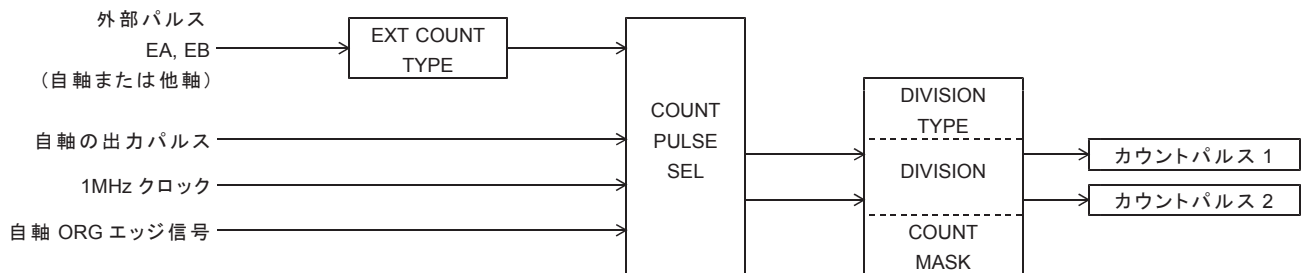 外部パルス
EA, EB
(自軸または他軸)
EXT COUNT
TYPE
自軸の出力パルス
1MHz クロック
自軸 ORG エッジ信号
COUNT
PULSE
SEL
DIVISION
TYPE
DIVISION
COUNT
MASK
カウントパルス 1
カウントパルス 2